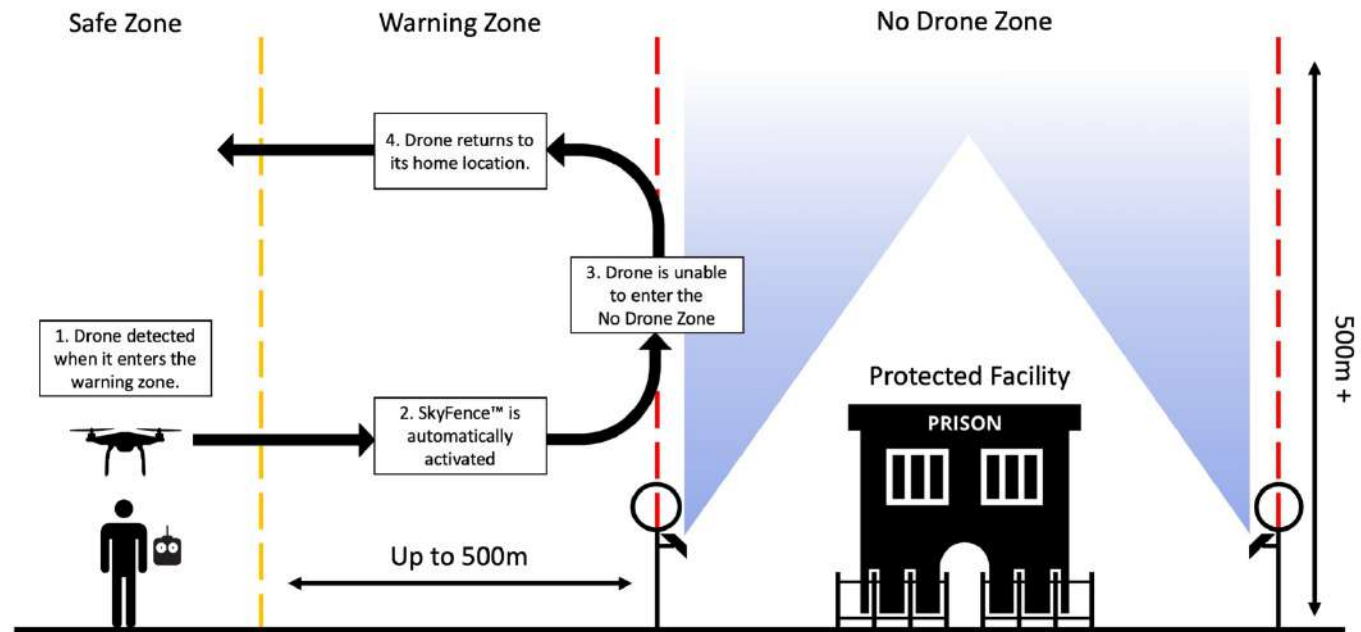 Safe Zone
Warning Zone
No Drone Zone
4. Drone returns to
its home location.
3. Drone is unable
to enter the
No Drone Zone
1. Drone detected
when it enters the
warning zone.
2. SkyFence™ is
automatically
activated
Protected Facility
PRISON
500m +
Up to 500m